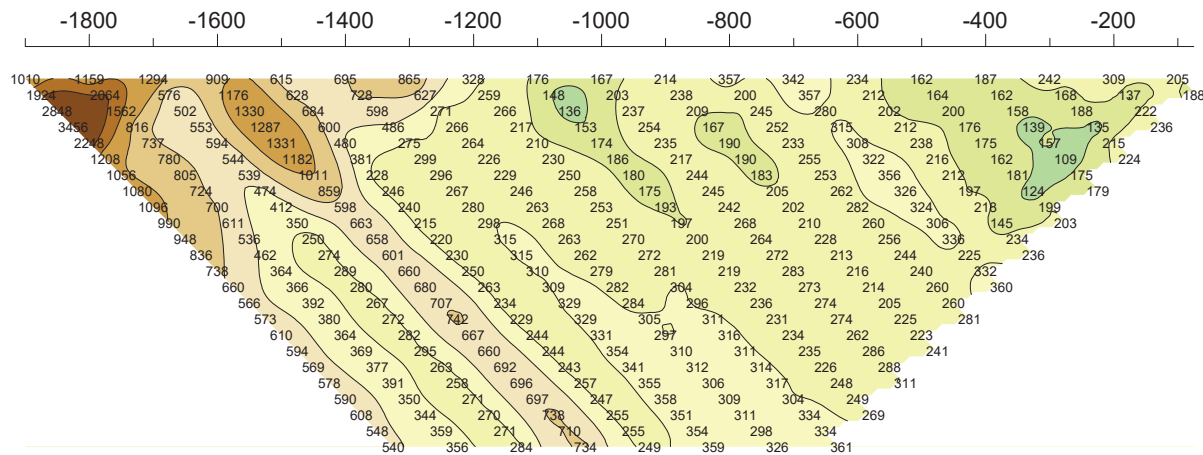 -1800 -1600 -1400 -1200 -1000 -800 -600 -400 -200
1010 1159 1294 909 615 695 865 328 176 167 214 357 342 234 162 187 242 309 205
1924 2064 576 1176 628 728 627 259 148 203 238 200 357 212 164 162 168 137 188
2848 1562 502 1330 684 598 271 266 136 237 209 245 280 202 200 158 188 222
3456 816 553 1287 600 486 266 217 153 254 167 252 315 212 176 139 135 236
2248 737 594 1331 480 275 264 210 174 235 190 233 308 238 175 157 215
1208 780 544 1182 381 299 226 230 186 217 190 255 322 216 162 109 224
1056 805 539 1011 228 296 229 250 180 244 183 253 356 212 181 175
1080 724 474 859 246 267 246 258 175 245 205 262 326 197 124 179
1096 700 412 598 240 280 263 253 193 242 202 282 324 218 199
990 611 350 663 215 298 268 251 197 268 210 260 306 145 203
948 536 250 658 220 315 263 270 200 264 228 256 336 234
836 462 274 601 230 315 262 272 219 272 213 244 225 236
738 364 289 660 250 310 279 281 219 283 216 240 332
660 366 280 680 263 309 282 304 232 273 214 260 360
566 392 267 707 234 329 284 296 236 274 205 260
573 380 272 742 229 329 305 311 231 274 225 281
610 364 282 667 244 331 297 316 234 262 223
594 369 295 660 244 354 310 311 235 286 241
569 377 263 692 243 341 312 314 226 288
578 391 258 696 257 355 306 317 248 311
590 350 271 697 247 358 309 304 249
608 344 270 738 255 351 311 334 269
548 359 271 710 255 354 298 334
540 356 284 734 249 359 326 361